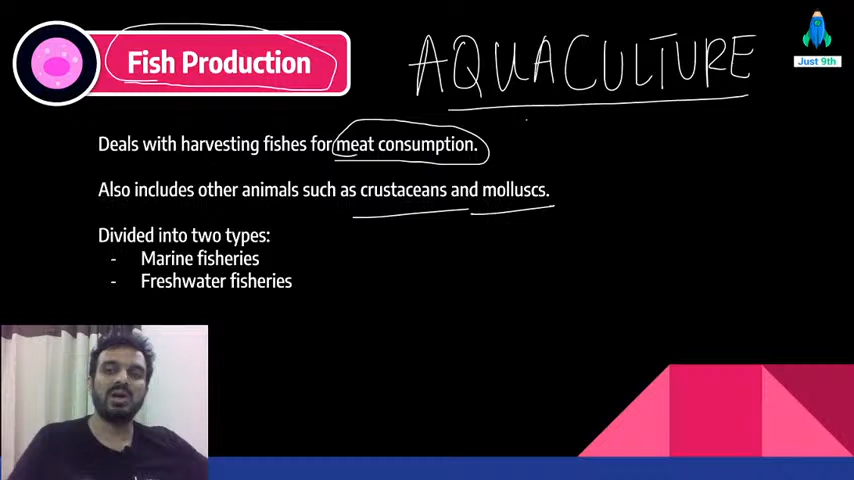 Fish Production
AQUACULTURE
Just 9th
Deals with harvesting fishes for meat consumption.
Also includes other animals such as crustaceans and molluscs.
Divided into two types:
- Marine fisheries
- Freshwater fisheries